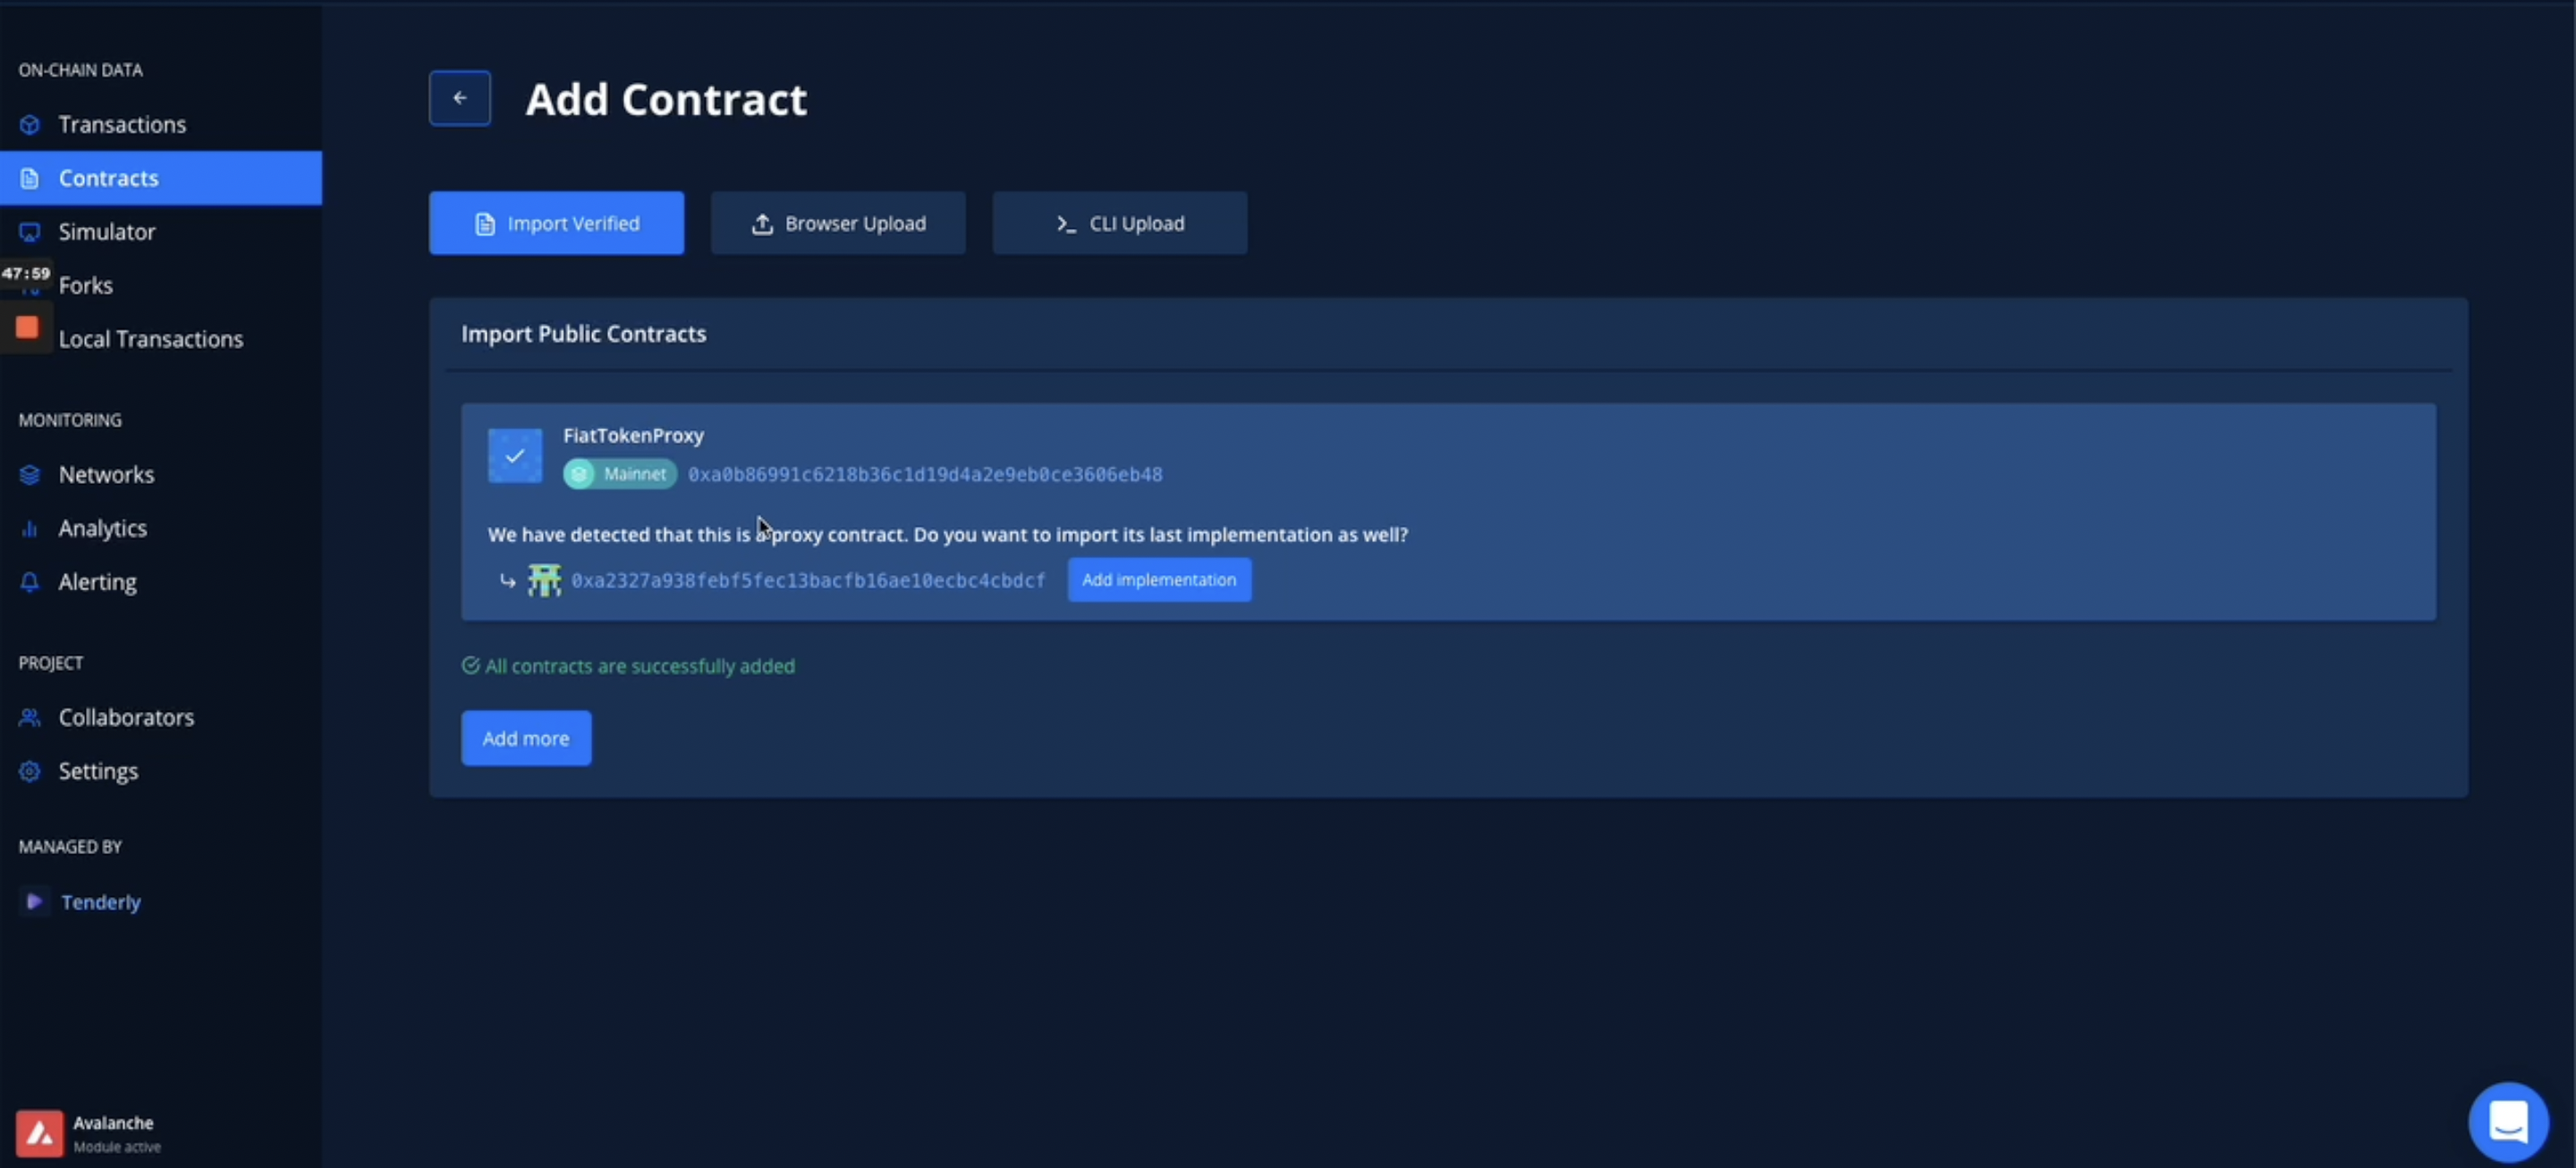 ON-CHAIN DATA
Transactions
Contracts
Simulator
47:59
Forks
Local Transactions
MONITORING
Networks
Analytics
Alerting
PROJECT
Collaborators
Settings
MANAGED BY
Tenderly
Avalanche
Module active
Add Contract
Import Verified
Browser Upload
CLI Upload
Import Public Contracts
FiatTokenProxy
Mainnet 0xa0b86991c6218b36c1d19d4a2e9eb0ce3606eb48
We have detected that this is a proxy contract. Do you want to import its last implementation as well?
0xa2327a938febf5fec13bacfb16ae10ecbc4cbdcf Add implementation
All contracts are successfully added
Add more